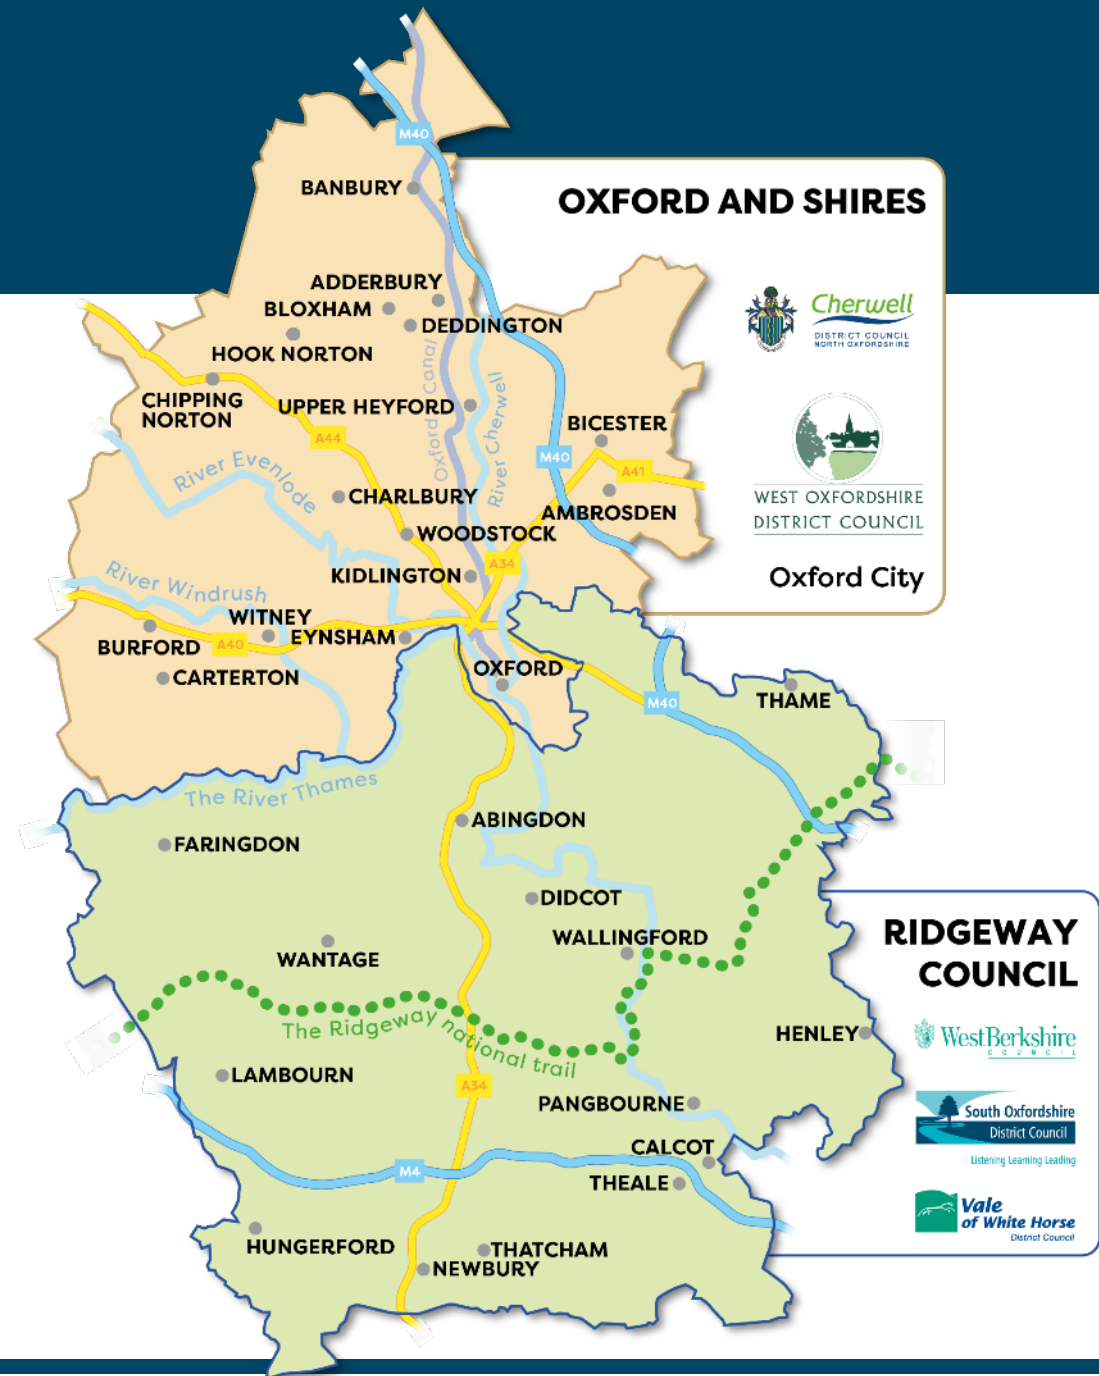 M40
BANBURY
OXFORD AND SHIRES
ADDERBURY
BLOXHAM
DEDDINGTON
HOOK NORTON
Cherwell
DISTRICT COUNCIL
NORTH OXFORDSHIRE
CHIPPING
NORTON
UPPER HEYFORD
Oxford Canal
River Cherwell
BICESTER
A44
M40
A41
River Evenlode
CHARLBURY
AMBROSDEN
WEST OXFORDSHIRE
DISTRICT COUNCIL
WOODSTOCK
A34
KIDLINGTON
Oxford City
River Windrush
WITNEY
EYNSHAM
BURFORD
A40
CARTERTON
OXFORD
M40
THAME
The River Thames
ABINGDON
FARINGDON
DIDCOT
WALLINGFORD
WANTAGE
RIDGEWAY
COUNCIL
The Ridgeway national trail
HENLEY
West Berkshire
COUNCIL
LAMBOURN
A34
PANGBOURNE
South Oxfordshire
District Council
Listening Learning Leading
CALCOT
M4
THEALE
Vale
of White Horse
District Council
HUNGERFORD
THATCHAM
NEWBURY